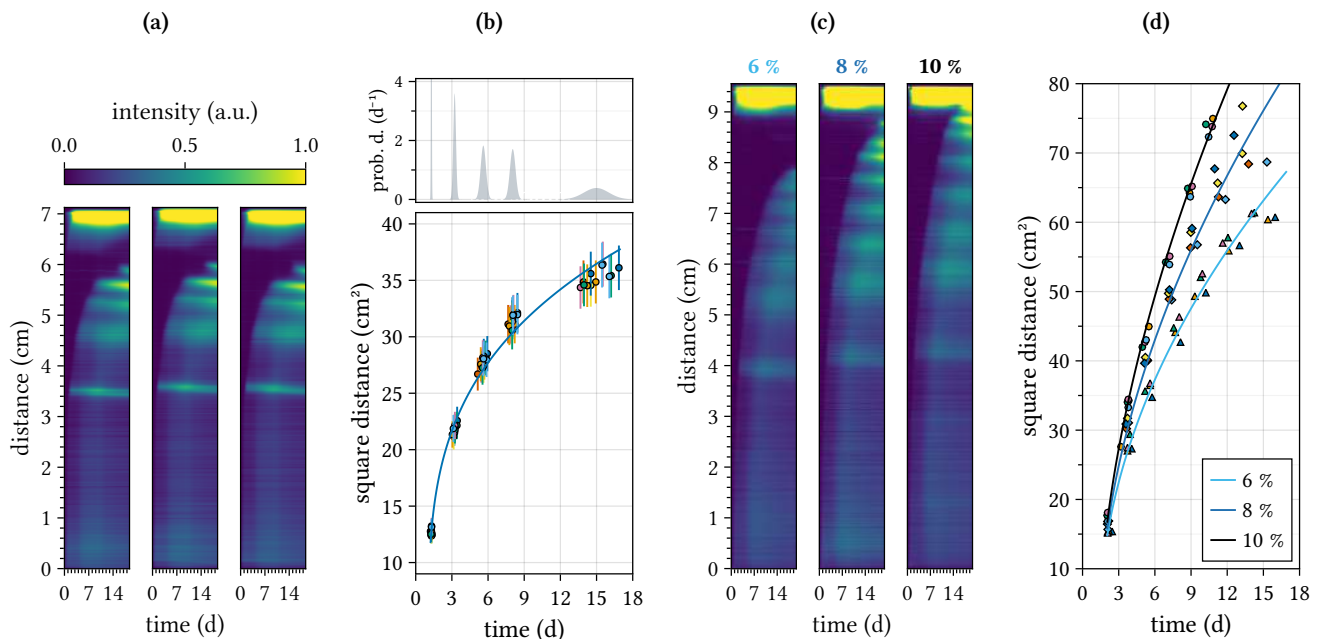 (a)
(b)
(c)
(d)
intensity (a.u.)
0.0 0.5 1.0
distance (cm)
7
6
5
4
3
2
1
0
0 7 14
0 7 14
0 7 14
time (d)
prob. d. (d⁻¹)
4
2
0
square distance (cm²)
40
35
30
25
20
15
10
0 3 6 9 12 15 18
time (d)
6 %
8 %
10 %
distance (cm)
9
8
7
6
5
4
3
2
1
0
0 7 14
0 7 14
0 7 14
time (d)
square distance (cm²)
80
70
60
50
40
30
20
10
6 %
8 %
10 %
0 3 6 9 12 15 18
time (d)